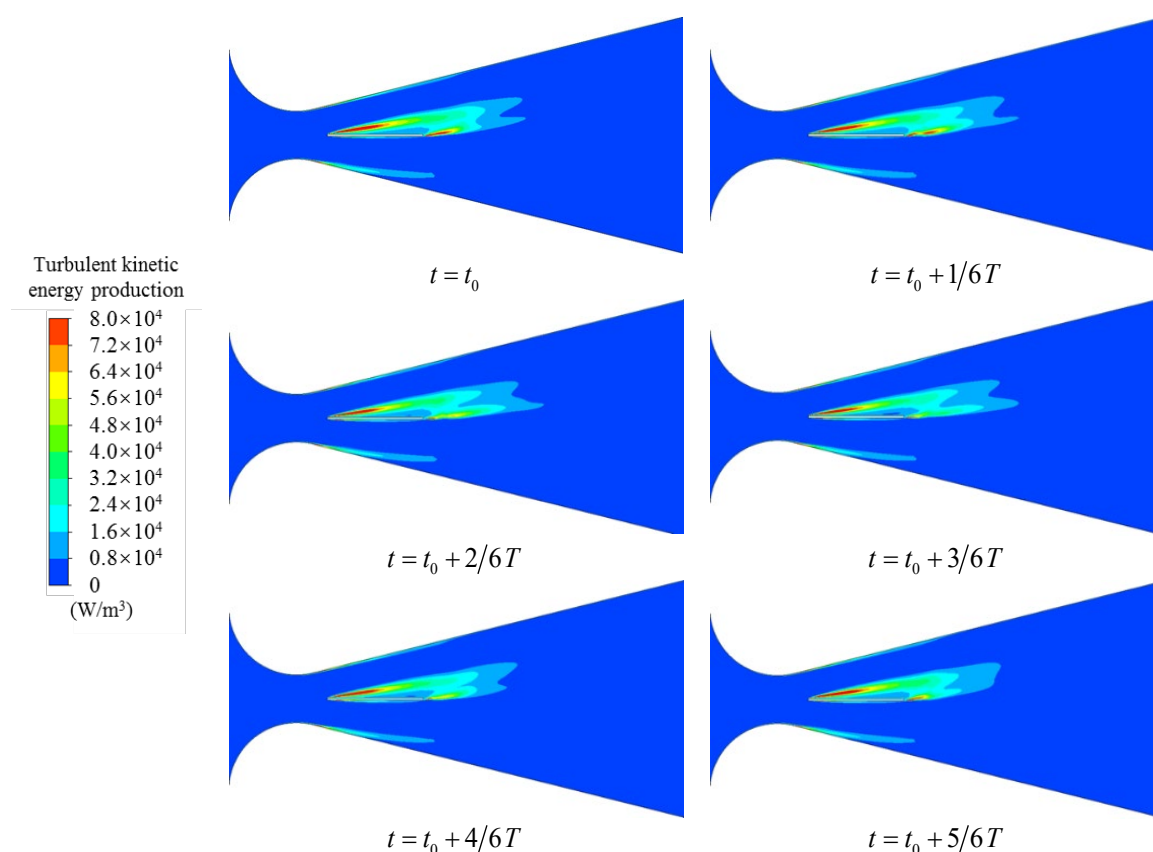 t = t₀
t = t₀ + 1/6T
Turbulent kinetic
energy production
8.0×10⁴
7.2×10⁴
6.4×10⁴
5.6×10⁴
4.8×10⁴
4.0×10⁴
3.2×10⁴
2.4×10⁴
1.6×10⁴
0.8×10⁴
0
(W/m³)
t = t₀ + 2/6T
t = t₀ + 3/6T
t = t₀ + 4/6T
t = t₀ + 5/6T